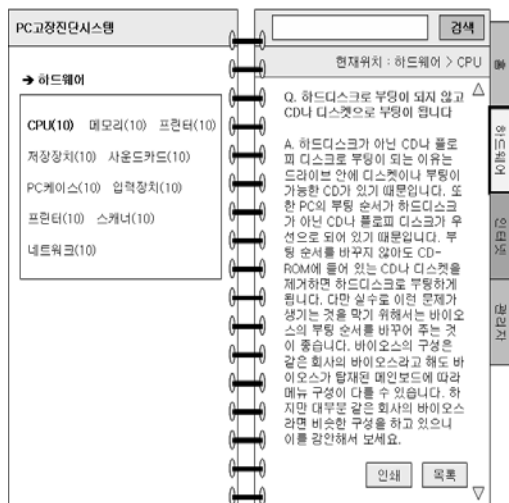 PC고장진단시스템
➔ 하드웨어
CPU(10) 메모리(10) 프린터(10)
저장장치(10) 사운드카드(10)
PC케이스(10) 입력장치(10)
프린터(10) 스캐너(10)
네트워크(10)
검색
현재위치 : 하드웨어 > CPU
Q. 하드디스크로 부팅이 되지 않고
CD나 디스켓으로 부팅이 됩니다
A. 하드디스크가 아닌 CD나 플로
피 디스크로 부팅이 되는 이유는
드라이브 안에 디스켓이나 부팅이
가능한 CD가 있기 때문입니다. 또
한 PC의 부팅 순서가 하드디스크
가 아닌 CD나 플로피 디스크가 우
선으로 되어 있기 때문입니다. 부
팅 순서를 바꾸지 않아도 CD-
ROM에 들어 있는 CD나 디스켓을
제거하면 하드디스크로 부팅하게
됩니다. 다만 실수로 이런 문제가
생기는 것을 막기 위해서는 바이오
스의 부팅 순서를 바꾸어 주는 것
이 좋습니다. 바이오스의 구성은
같은 회사의 바이오스라고 해도 바
이오스가 탑재된 메인보드에 따라
메뉴 구성이 다를 수 있습니다. 하
지만 대부분 같은 회사의 바이오스
라면 비슷한 구성을 하고 있으니
이를 감안해서 보세요.
인쇄 목록
홈
하드웨어
인터넷
관리자